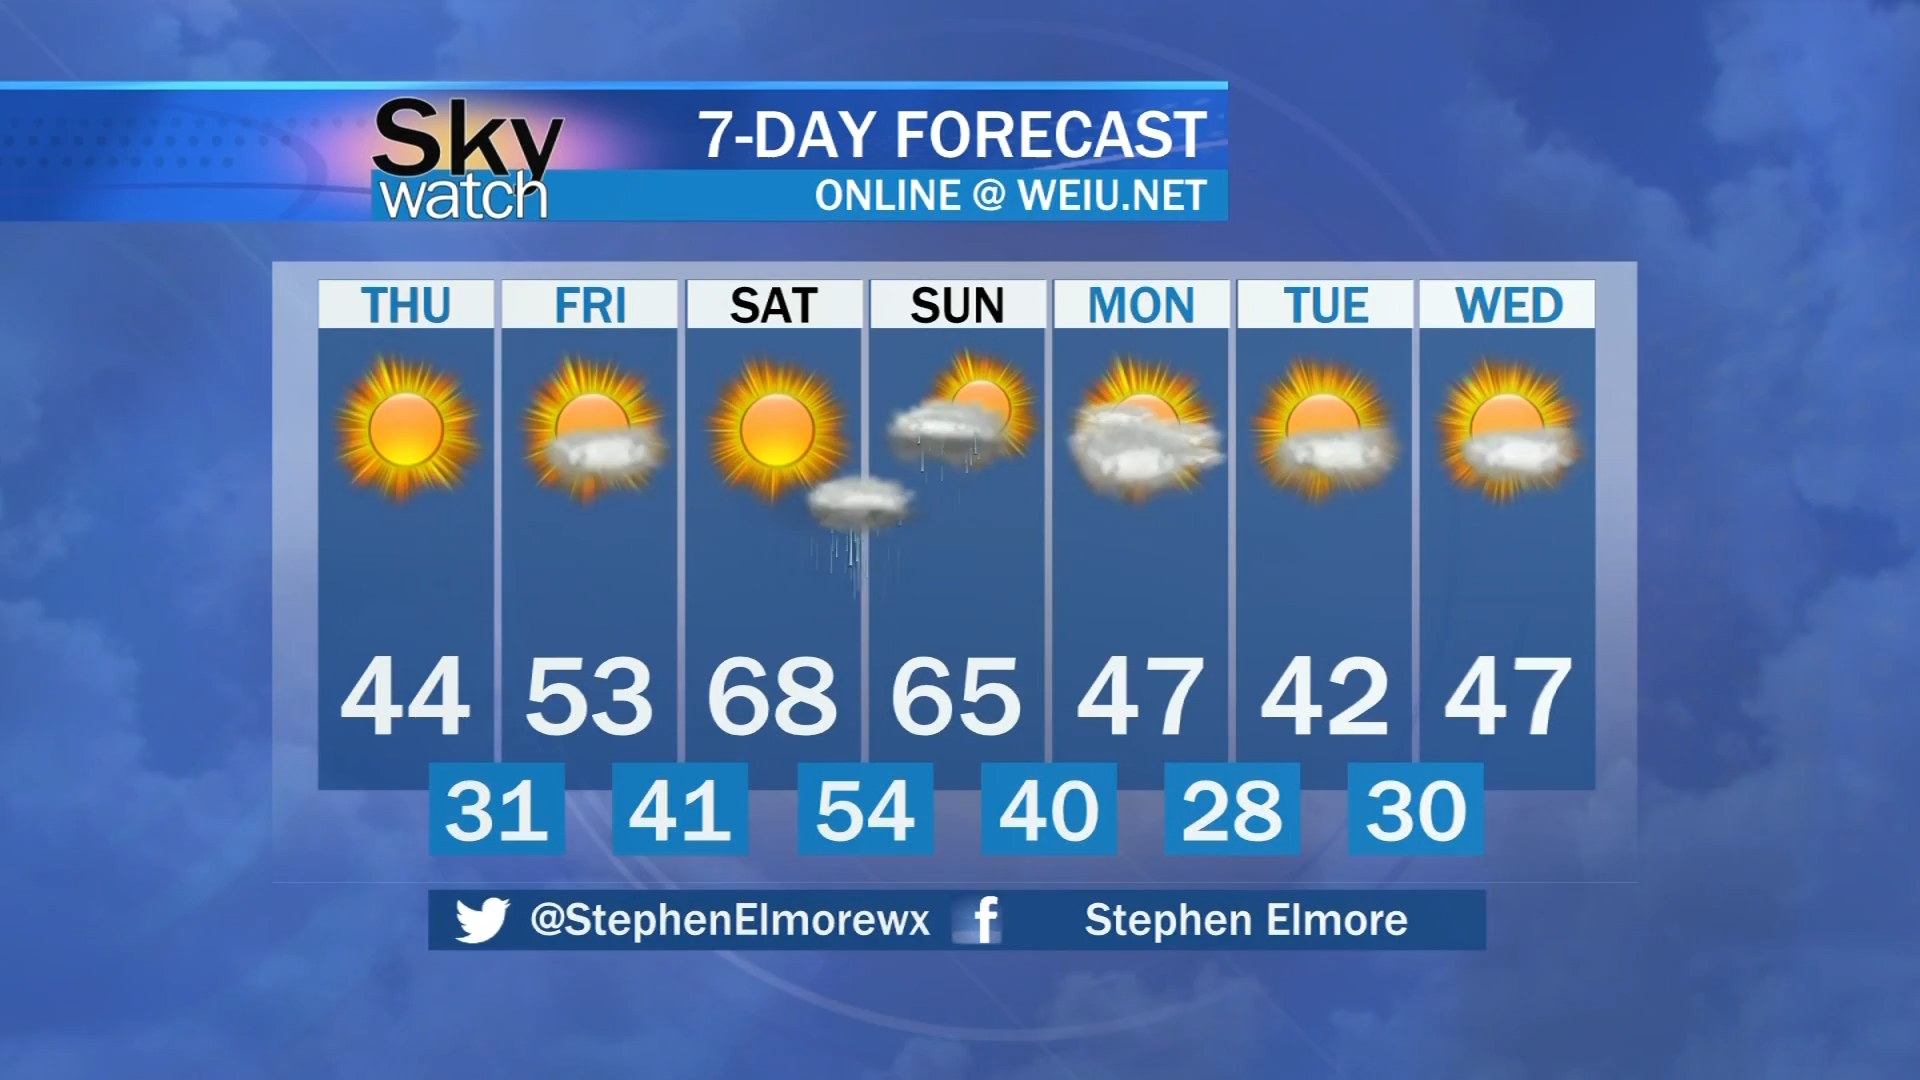 Sky
watch
7-DAY FORECAST
ONLINE @ WEIU.NET
THU FRI SAT SUN MON TUE WED
44 53 68 65 47 42 47
31 41 54 40 28 30
@StephenElmorewx f Stephen Elmore